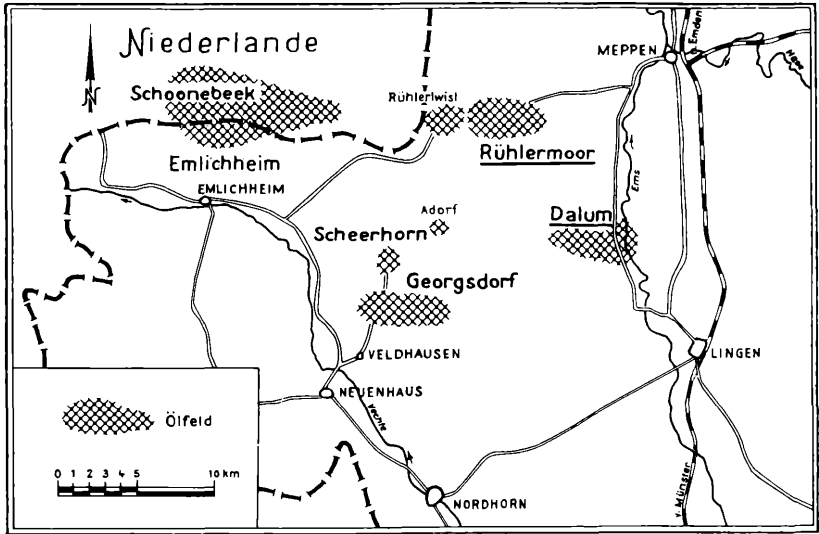 Niederlande
N
Schoonebeek
Emlichheim
EMLICHHEIM
Rühlertwist
Rühlermoor
MEPPEN
n. Emden
Hase
Ems
Dalum
Adorf
Scheerhorn
Georgsdorf
VELDHAUSEN
NEUENHAUS
Vechte
NORDHORN
LINGEN
v. Münster
Ölfeld
0 1 2 3 4 5 10 km